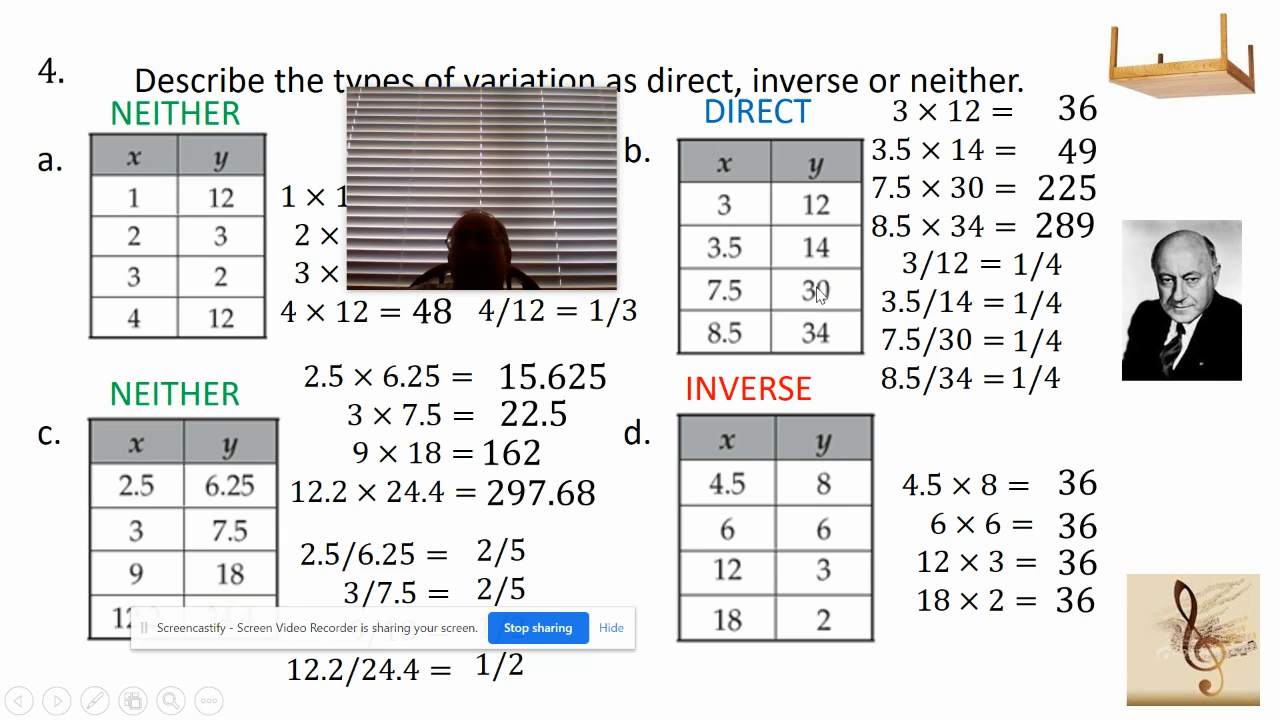 4. Describe the types of variation as direct, inverse or neither.
NEITHER
a.
x y
1 12
2 3
3 2
4 12
1 × 1
2 ×
3 ×
4 × 12 = 48 4/12 = 1/3
b.
DIRECT
x y
3 12
3.5 14
7.5 30
8.5 34
3 × 12 = 36
3.5 × 14 = 49
7.5 × 30 = 225
8.5 × 34 = 289
3/12 = 1/4
3.5/14 = 1/4
7.5/30 = 1/4
8.5/34 = 1/4
NEITHER
c.
x y
2.5 6.25
3 7.5
9 18
2.5 × 6.25 = 15.625
3 × 7.5 = 22.5
9 × 18 = 162
12.2 × 24.4 = 297.68
2.5/6.25 = 2/5
3/7.5 = 2/5
12.2/24.4 = 1/2
INVERSE
d.
x y
4.5 8
6 6
12 3
18 2
4.5 × 8 = 36
6 × 6 = 36
12 × 3 = 36
18 × 2 = 36
Screencastify - Screen Video Recorder is sharing your screen. Stop sharing Hide